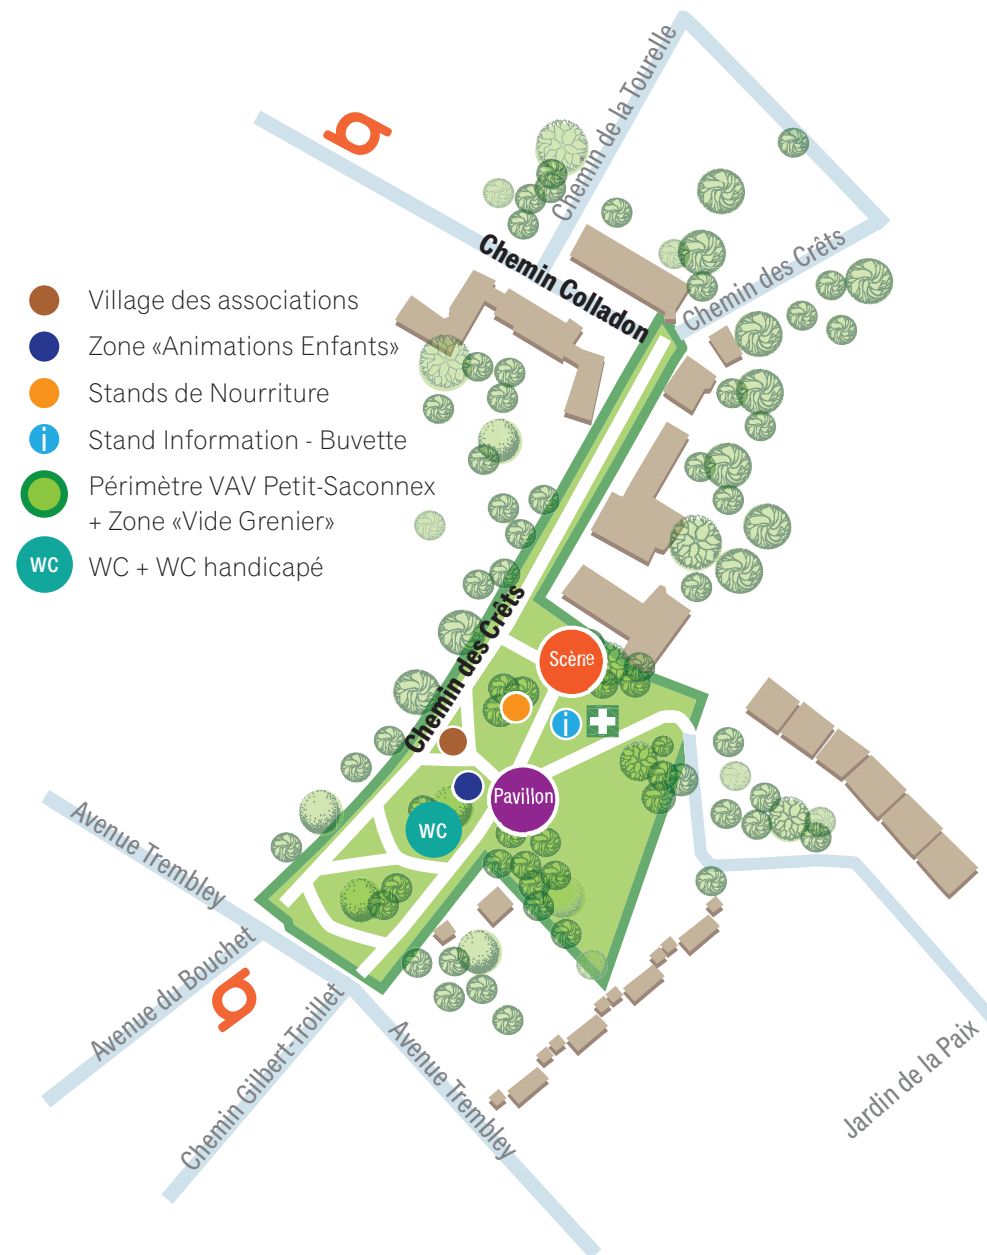 Chemin de la Tourelle
Chemin Colladon
Chemin des Crêts
Village des associations
Zone «Animations Enfants»
Stands de Nourriture
i Stand Information - Buvette
Périmètre VAV Petit-Saconnex
+ Zone «Vide Grenier»
WC WC + WC handicapé
Chemin des Crêts
Scène
i
Pavillon
WC
Avenue Trembley
Avenue du Bouchet
Chemin Gilbert-Troillet
Avenue Trembley
Jardin de la Paix